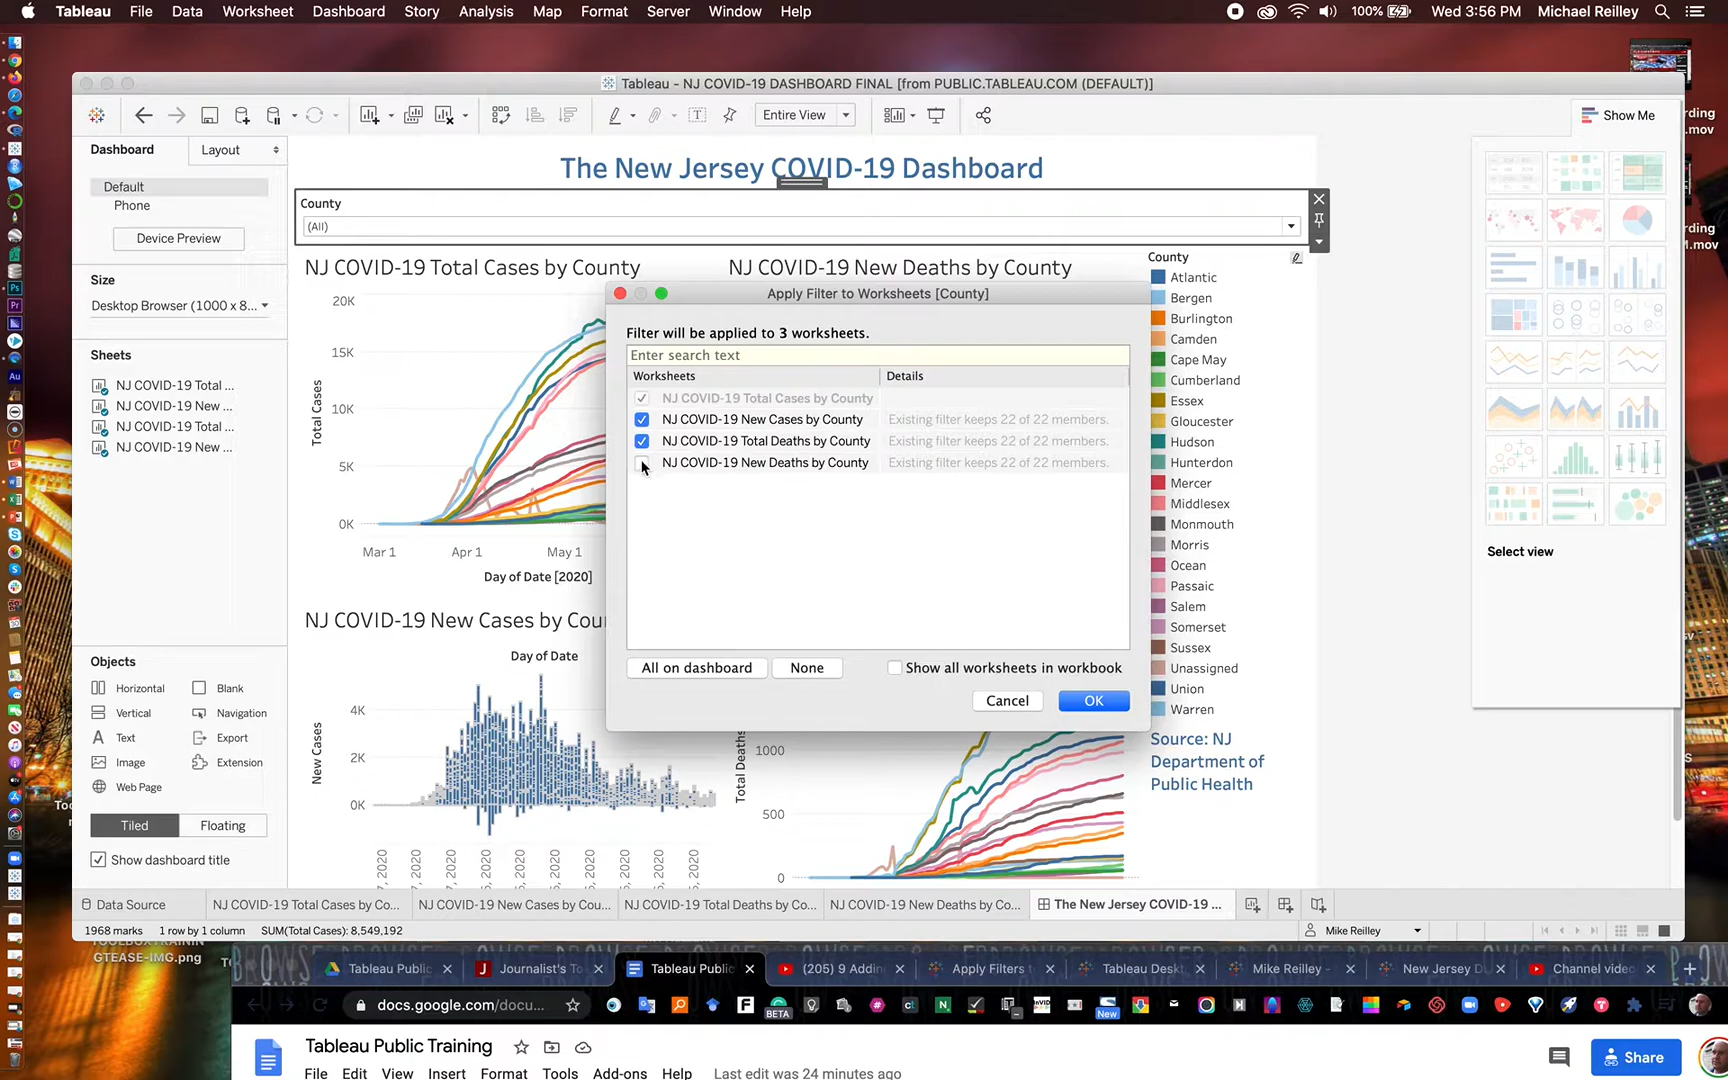 Tableau File Data Worksheet Dashboard Story Analysis Map Format Server Window Help 100% Wed 3:56 PM Michael Reilley
Tableau - NJ COVID-19 DASHBOARD FINAL [from PUBLIC.TABLEAU.COM (DEFAULT)]
Entire View
Show Me
Dashboard Layout
Default
Phone
Device Preview
Size
Desktop Browser (1000 x 8...
Sheets
NJ COVID-19 Total ...
NJ COVID-19 New ...
NJ COVID-19 Total ...
NJ COVID-19 New ...
Objects
Horizontal Blank
Vertical Navigation
Text Export
Image Extension
Web Page
Tiled Floating
Show dashboard title
The New Jersey COVID-19 Dashboard
County
(All)
NJ COVID-19 Total Cases by County
20K
15K
10K
5K
0K
Total Cases
Mar 1 Apr 1 May 1
Day of Date [2020]
NJ COVID-19 New Deaths by County
NJ COVID-19 New Cases by Cou
Day of Date
4K
2K
0K
New Cases
Total Deaths
1000
500
0
Apply Filter to Worksheets [County]
Filter will be applied to 3 worksheets.
Enter search text
Worksheets Details
NJ COVID-19 Total Cases by County
NJ COVID-19 New Cases by County Existing filter keeps 22 of 22 members.
NJ COVID-19 Total Deaths by County Existing filter keeps 22 of 22 members.
NJ COVID-19 New Deaths by County Existing filter keeps 22 of 22 members.
All on dashboard None Show all worksheets in workbook
Cancel OK
County
Atlantic
Bergen
Burlington
Camden
Cape May
Cumberland
Essex
Gloucester
Hudson
Hunterdon
Mercer
Middlesex
Monmouth
Morris
Ocean
Passaic
Salem
Somerset
Sussex
Unassigned
Union
Warren
Source: NJ
Department of
Public Health
Select view
Data Source NJ COVID-19 Total Cases by Co... NJ COVID-19 New Cases by Cou... NJ COVID-19 Total Deaths by Co... NJ COVID-19 New Deaths by Co... The New Jersey COVID-19 ...
1968 marks 1 row by 1 column SUM(Total Cases): 8,549,192 Mike Reilley
GTEASE-IMG.png
Tableau Public Journal's To Tableau Public (205) 9 Addin Apply Filters Tableau Desk Mike Reilley - New Jersey D Channel video
docs.google.com/docu...
BETA
New
Tableau Public Training
File Edit View Insert Format Tools Add-ons Help Last edit was 24 minutes ago
Share